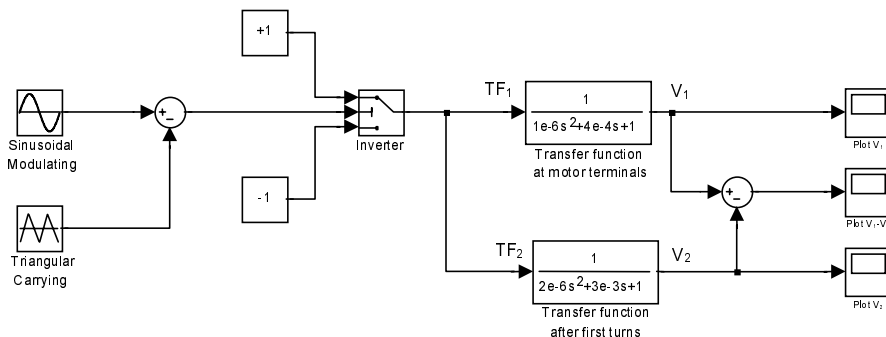 +1
Sinusoidal
Modulating
+
-
Inverter
-1
Triangular
Carrying
TF1
1
1e-6s2+4e-4s+1
Transfer function
at motor terminals
V1
Plot V1
+
-
Plot V1-V
TF2
1
2e-6s2+3e-3s+1
Transfer function
after first turns
V2
Plot V2